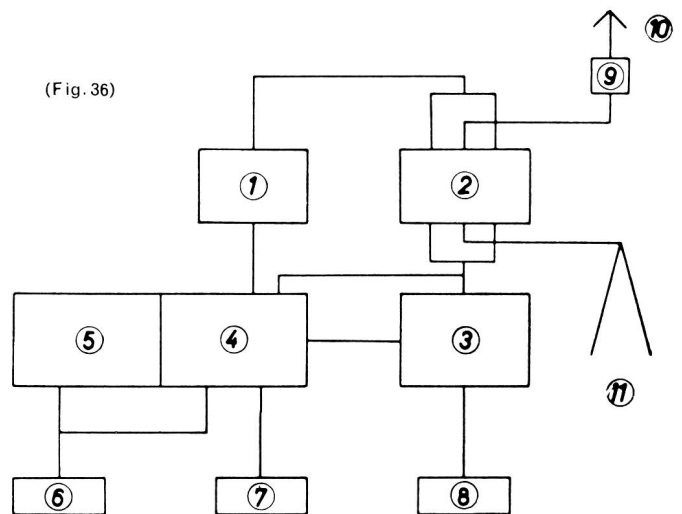 ⑩
⑨
(Fig. 36)
① ②
⑤ ④ ③
⑪
⑥ ⑦ ⑧